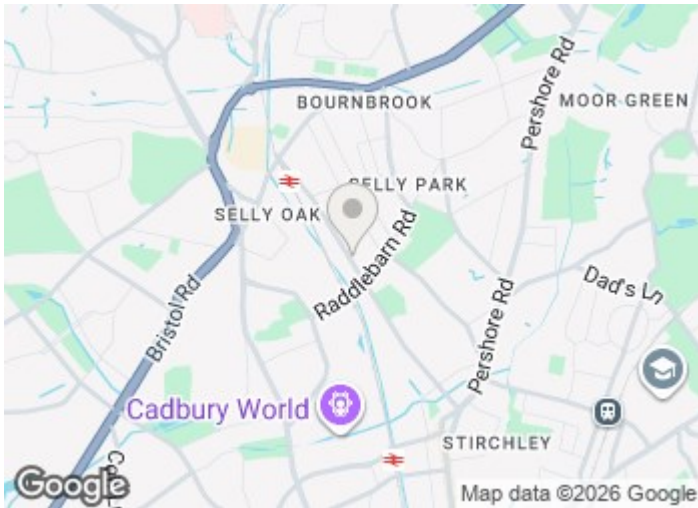 BOURNBROOK
Pershore Rd
MOOR GREEN
SELLY PARK
SELLY OAK
Raddlebarn Rd
Dad's Ln
Bristol Rd
Pershore Rd
Cadbury World
STIRCHLEY
Google
Map data ©2026 Google